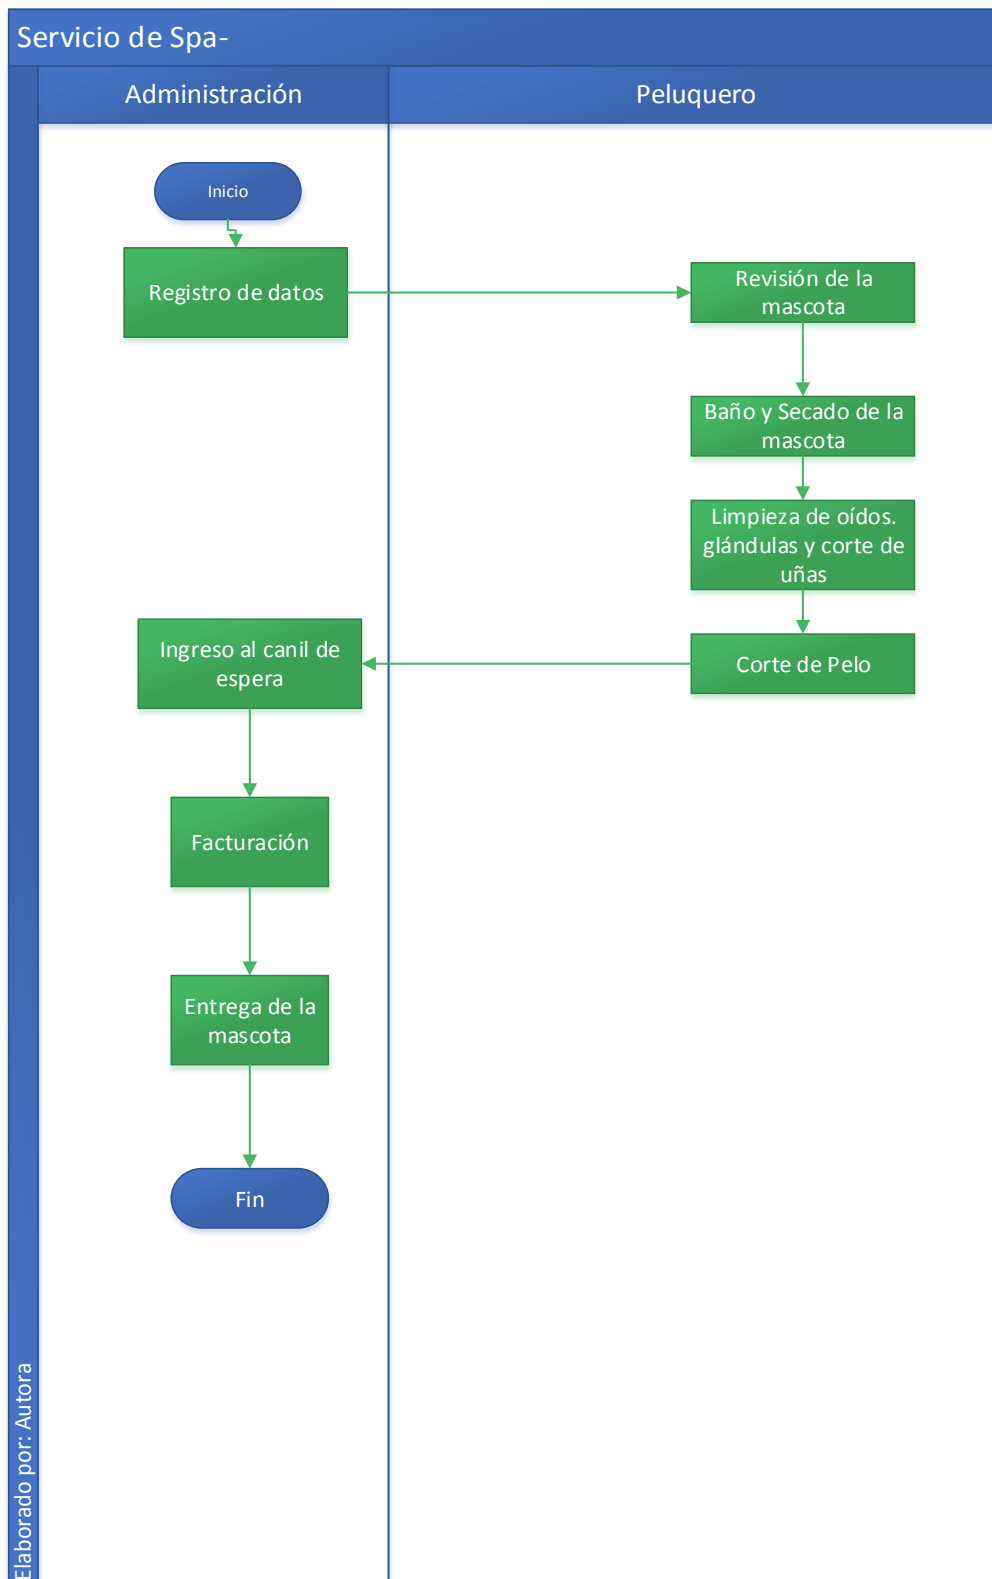 Servicio de Spa-
Administración
Peluquero
Inicio
Registro de datos
Revisión de la
mascota
Baño y Secado de la
mascota
Limpieza de oídos.
glándulas y corte de
uñas
Corte de Pelo
Ingreso al canil de
espera
Facturación
Entrega de la
mascota
Fin
Elaborado por: Autora